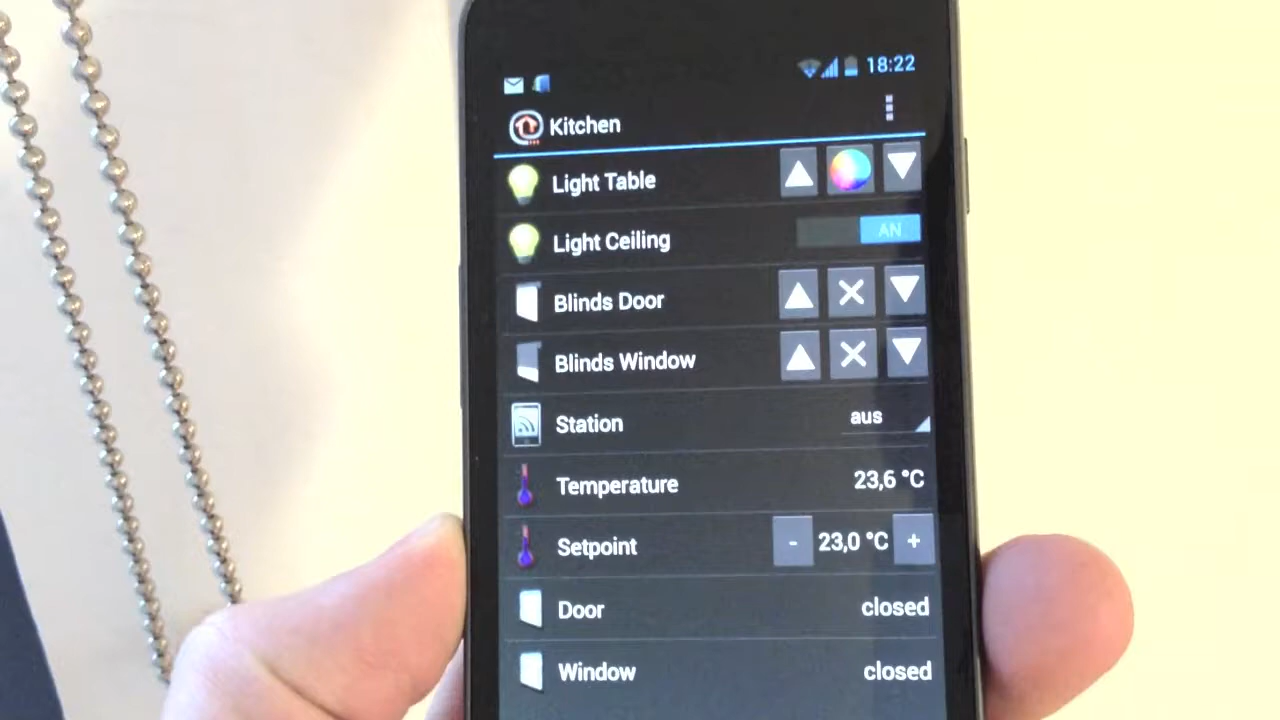 18:22
Kitchen
Light Table
Light Ceiling AN
Blinds Door
Blinds Window
Station aus
Temperature 23,6 °C
Setpoint - 23,0 °C +
Door closed
Window closed